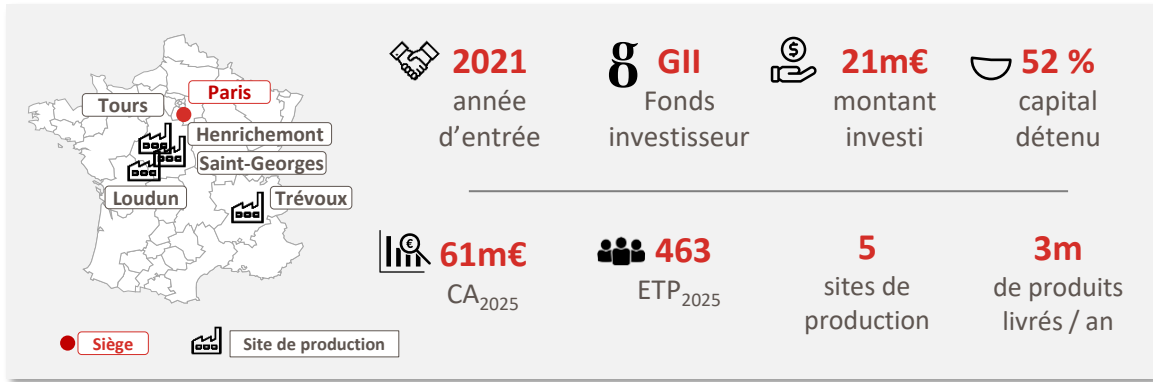 Tours
Paris
Henrichemont
Saint-Georges
Loudun
Trévoux
Siège
Site de production
2021
année
d'entrée
g GII
Fonds
investisseur
$
21m€
montant
investi
52 %
capital
détenu
€
61m€
CA2025
463
ETP2025
5
sites de
production
3m
de produits
livrés / an